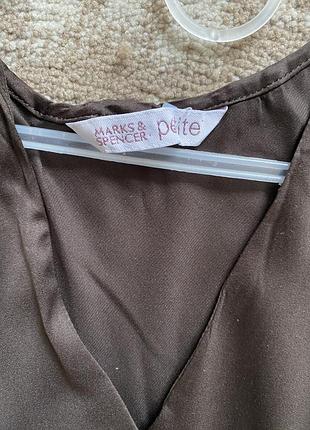 MARKS &
SPENCER petite